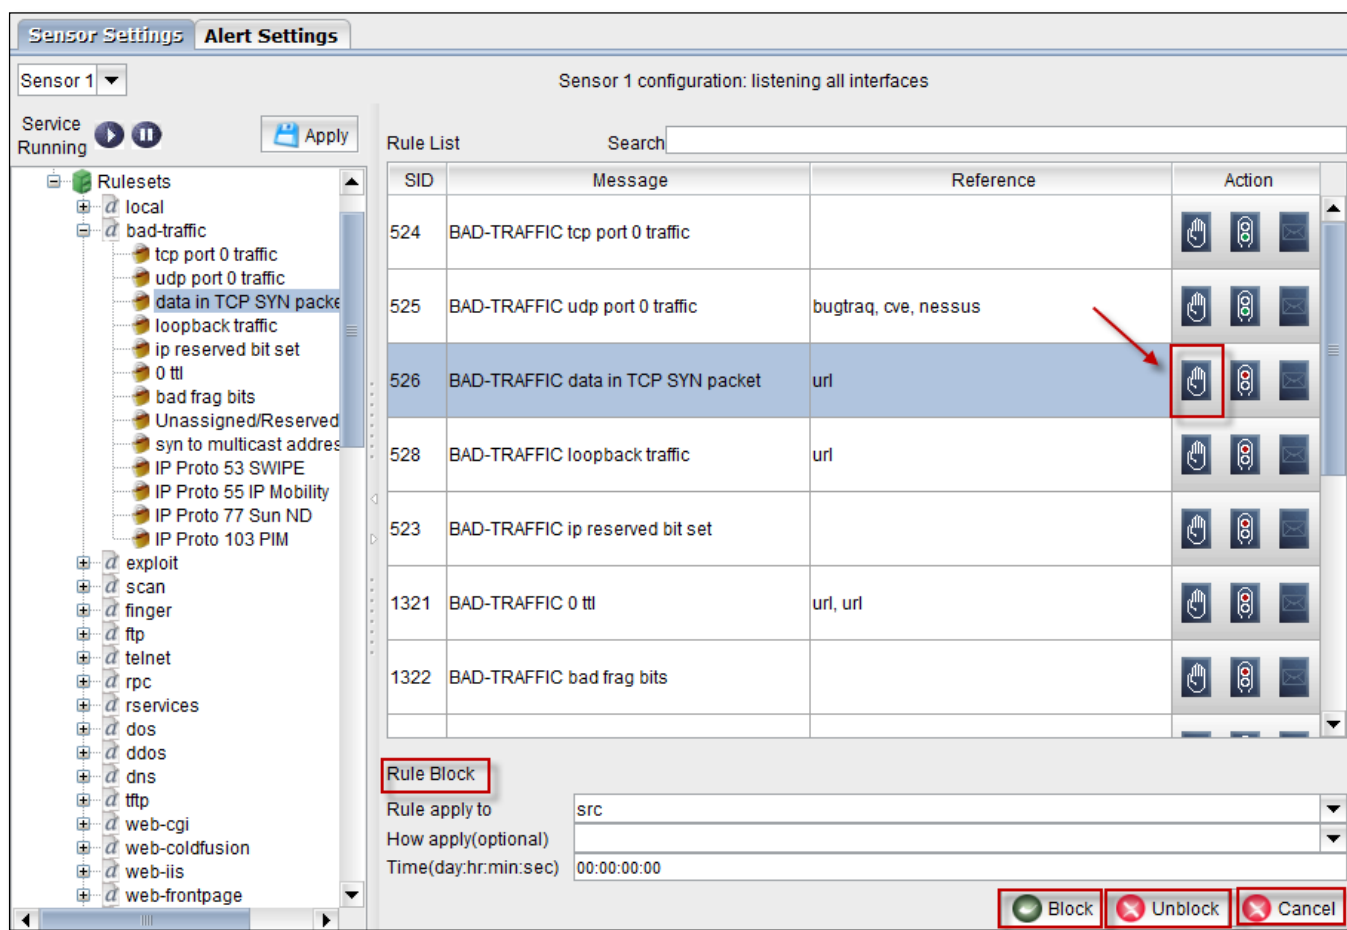 Sensor Settings Alert Settings
Sensor 1
Sensor 1 configuration: listening all interfaces
Service
Running
Apply
Rulesets
local
bad-traffic
tcp port 0 traffic
udp port 0 traffic
data in TCP SYN packe
loopback traffic
ip reserved bit set
0 ttl
bad frag bits
Unassigned/Reserved
syn to multicast addres
IP Proto 53 SWIPE
IP Proto 55 IP Mobility
IP Proto 77 Sun ND
IP Proto 103 PIM
exploit
scan
finger
ftp
telnet
rpc
rservices
dos
ddos
dns
tftp
web-cgi
web-coldfusion
web-iis
web-frontpage
Rule List Search
SID Message Reference Action
524 BAD-TRAFFIC tcp port 0 traffic
525 BAD-TRAFFIC udp port 0 traffic bugtraq, cve, nessus
526 BAD-TRAFFIC data in TCP SYN packet url
528 BAD-TRAFFIC loopback traffic url
523 BAD-TRAFFIC ip reserved bit set
1321 BAD-TRAFFIC 0 ttl url, url
1322 BAD-TRAFFIC bad frag bits
Rule Block
Rule apply to src
How apply(optional)
Time(day:hr:min:sec) 00:00:00:00
Block Unblock Cancel